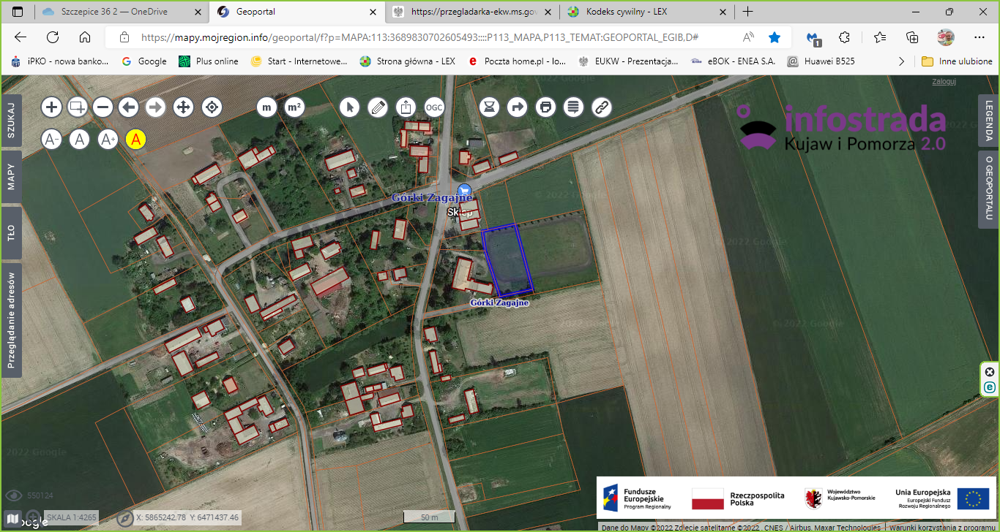 Szczepice 36 2 — OneDrive
Geoportal
https://przegladarka-ekw.ms.gov
Kodeks cywilny - LEX
https://mapy.mojregion.info/geoportal/f?p=MAPA:113:3689830702605493::::P113_MAPA,P113_TEMAT:GEOPORTAL_EGIB,D#
1
iPKO - nowa banko...
Google
Plus online
Start - Internetowe...
Strona główna - LEX
Poczta home.pl - lo...
EUKW - Prezentacja...
eBOK - ENEA S.A.
Huawei B525
Inne ulubione
Zaloguj
SZUKAJ
MAPY
TŁO
Przeglądanie adresów
LEGENDA
O GEOPORTALU
m
m²
OGC
A-
A
A+
A
infostrada
Kujaw i Pomorza 2.0
Górki Zagajne
Sklep
© 2022 Google
Górki Zagajne
© 2022 Google
2022 Google
550124
SKALA 1:4265
X: 5865242.78 Y: 6471437.46
Google
50 m
Fundusze
Europejskie
Program Regionalny
Rzeczpospolita
Polska
Województwo
Kujawsko-Pomorskie
Unia Europejska
Europejski Fundusz
Rozwoju Regionalnego
Dane do Mapy ©2022 Zdjęcie satelitarne ©2022 , CNES / Airbus, Maxar Technologies
Warunki korzystania z programu